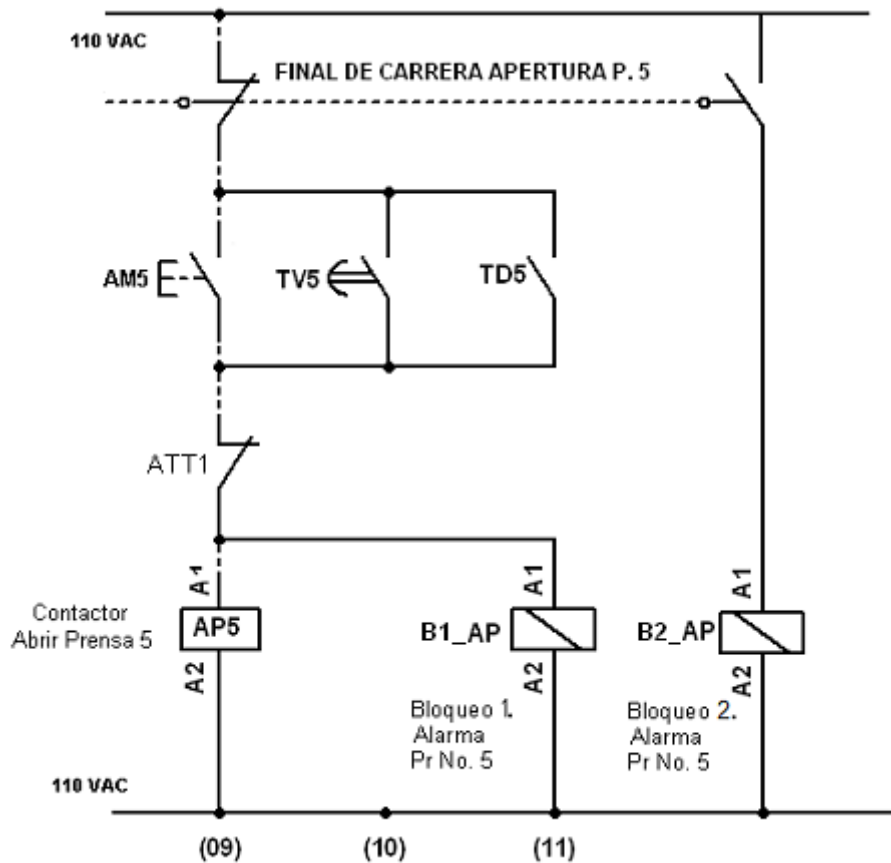 110 VAC
FINAL DE CARRERA APERTURA P. 5
AM5
TV5
TD5
ATT1
A1
A1
A1
Contactor
Abrir Prensa 5
AP5
B1_AP
B2_AP
A2
A2
A2
Bloqueo 1.
Alarma
Pr No. 5
Bloqueo 2.
Alarma
Pr No. 5
110 VAC
(09)
(10)
(11)